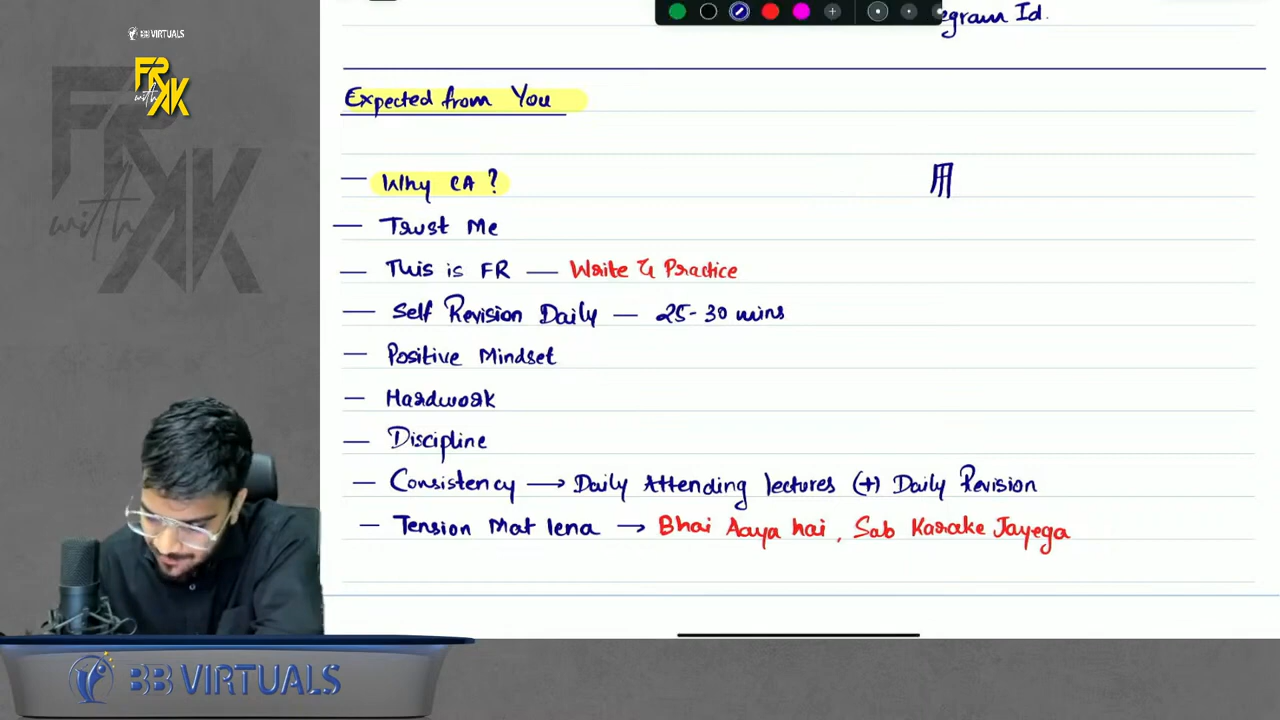 BB VIRTUALS
FR
with
AK
egram Id.
Expected from You
— Why CA ?
— Trust Me
— This is FR — Write & Practice
— Self Revision Daily — 25-30 mins
— Positive Mindset
— Hardwork
— Discipline
— Consistency → Daily Attending lectures (+) Daily Revision
— Tension Mat lena → Bhai Aaya hai, Sab Karake Jayega
BB VIRTUALS